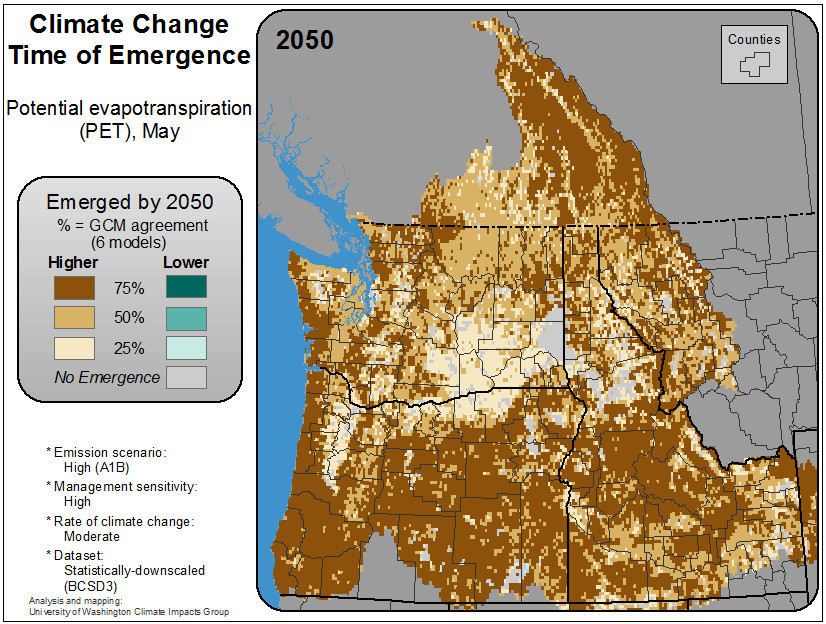 Climate Change
Time of Emergence
Potential evapotranspiration
(PET), May
Emerged by 2050
% = GCM agreement
(6 models)
Higher Lower
75%
50%
25%
No Emergence
* Emission scenario:
High (A1B)
* Management sensitivity:
High
* Rate of climate change:
Moderate
* Dataset:
Statistically-downscaled
(BCSD3)
Analysis and mapping:
University of Washington Climate Impacts Group
2050
Counties